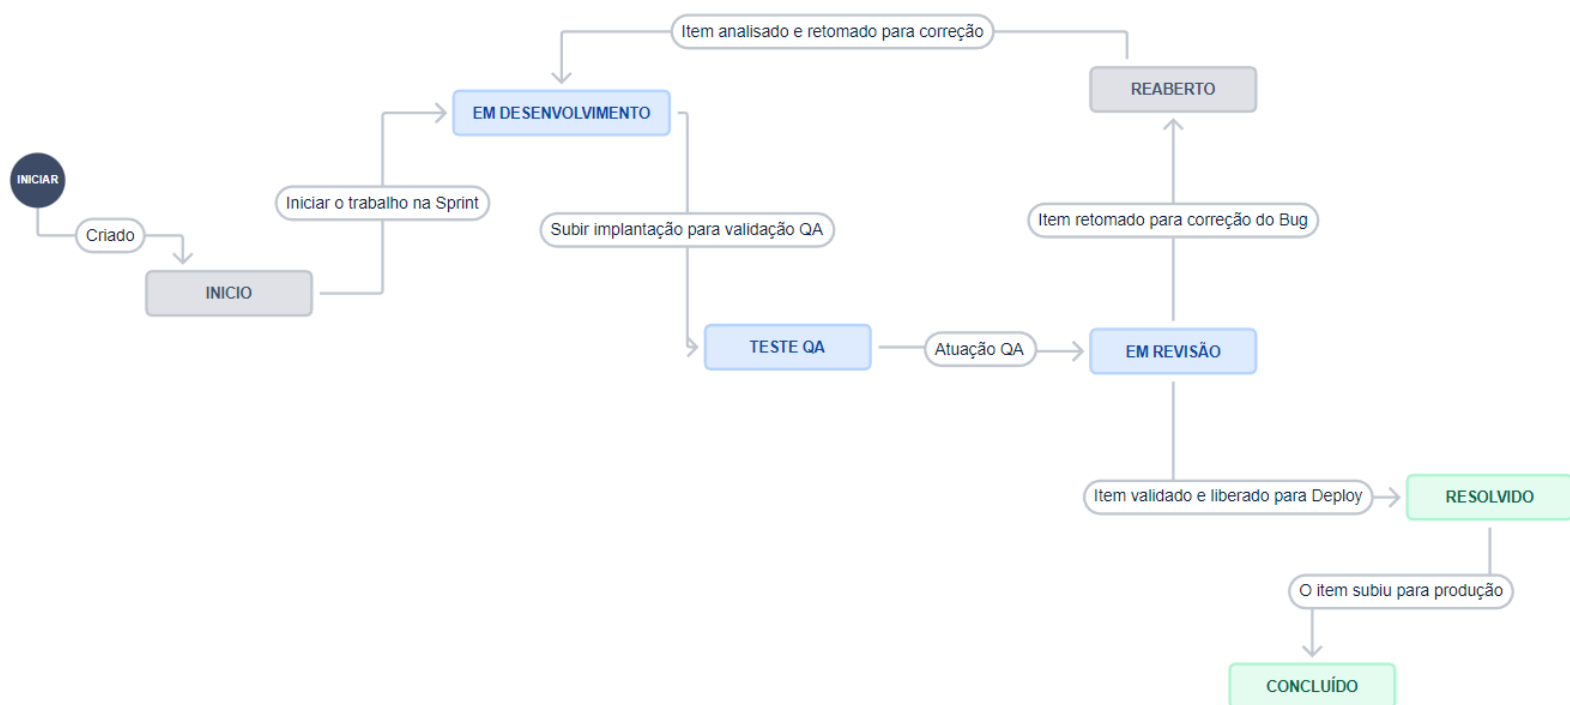 Item analisado e retomado para correção
REABERTO
EM DESENVOLVIMENTO
INICIAR
Iniciar o trabalho na Sprint
Item retomado para correção do Bug
Subir implantação para validação QA
Criado
INICIO
TESTE QA
Atuação QA
EM REVISÃO
Item validado e liberado para Deploy
RESOLVIDO
O item subiu para produção
CONCLUÍDO